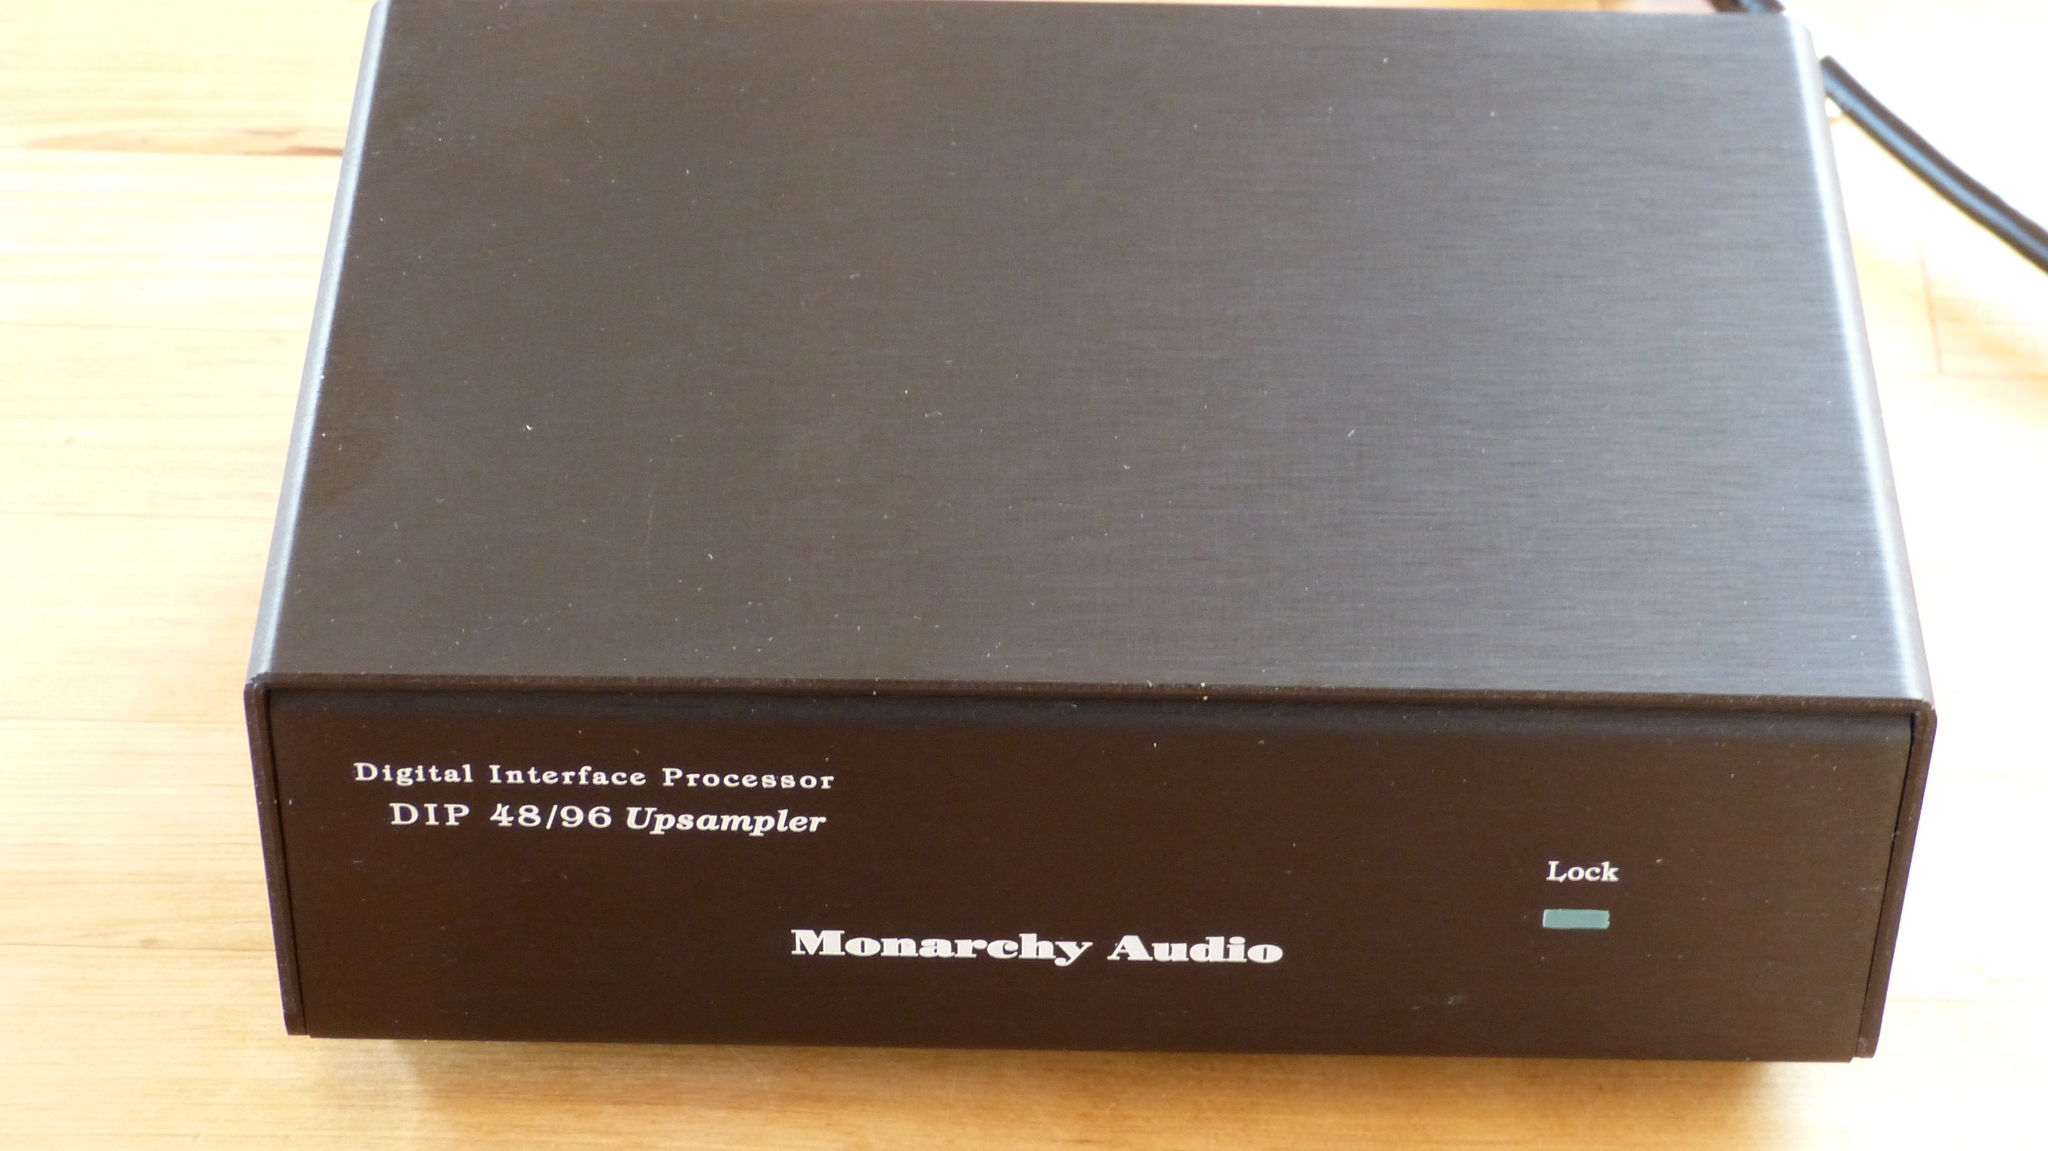 Digital Interface Processor
DIP 48/96 Upsampler
Lock
Monarchy Audio